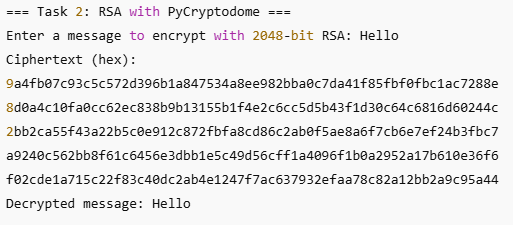 === Task 2: RSA with PyCryptodome ===
Enter a message to encrypt with 2048-bit RSA: Hello
Ciphertext (hex):
9a4fb07c93c5c572d396b1a847534a8ee982bba0c7da41f85fbf0fbc1ac7288e
8d0a4c10fa0cc62ec838b9b13155b1f4e2c6cc5d5b43f1d30c64c6816d60244c
2bb2ca55f43a22b5c0e912c872fbfa8cd86c2ab0f5ae8a6f7cb6e7ef24b3fbc7
a9240c562bb8f61c6456e3dbb1e5c49d56cff1a4096f1b0a2952a17b610e36f6
f02cde1a715c22f83c40dc2ab4e1247f7ac637932efaa78c82a12bb2a9c95a44
Decrypted message: Hello